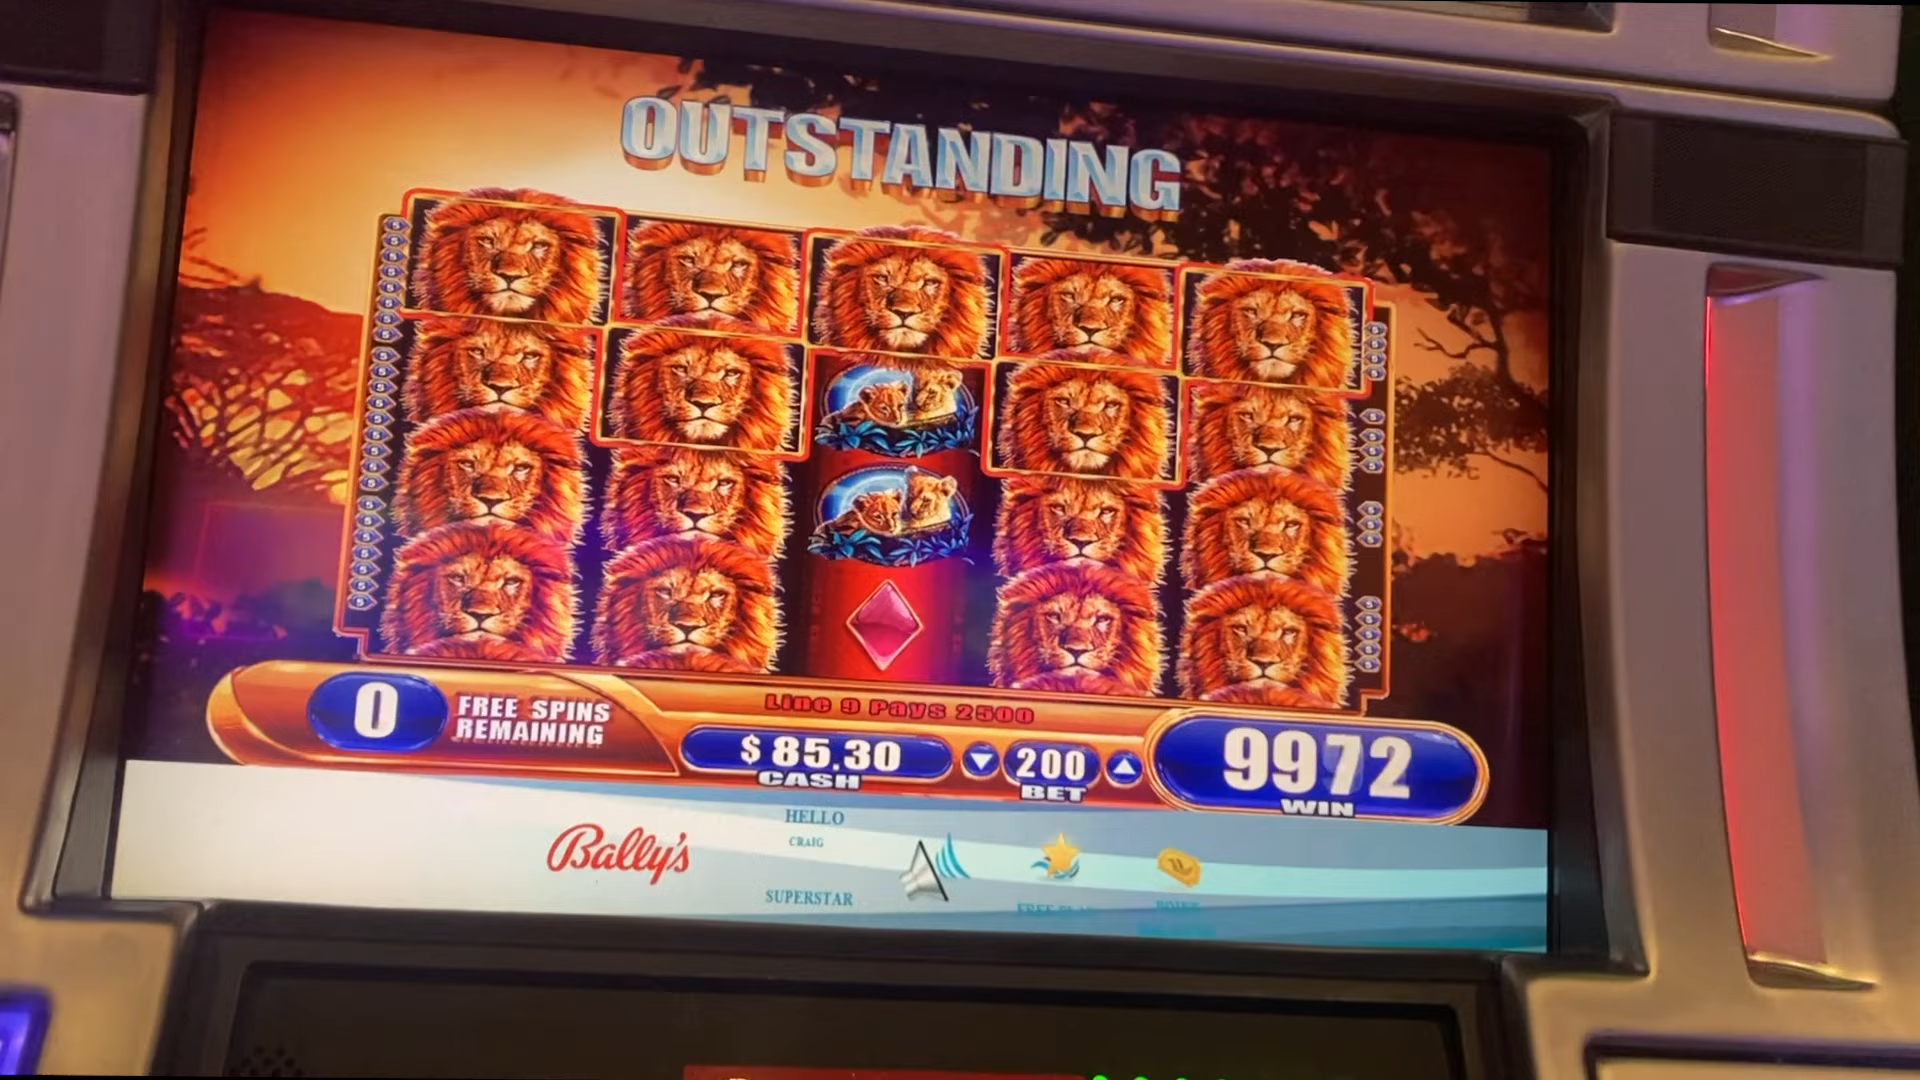 OUTSTANDING
0
FREE SPINS
REMAINING
Line 9 Pays 2500
$ 85.30
CASH
200
BET
9972
WIN
Bally's
HELLO
CRAIG
SUPERSTAR